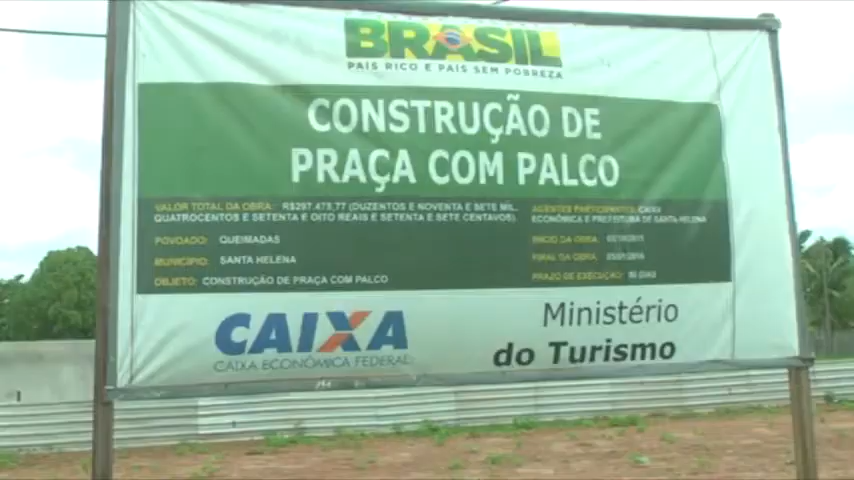 BRASIL
PAÍS RICO E PAÍS SEM POBREZA
CONSTRUÇÃO DE
PRAÇA COM PALCO
VALOR TOTAL DA OBRA: R$297.478,77 (DUZENTOS E NOVENTA E SETE MIL,
QUATROCENTOS E SETENTA E OITO REAIS E SETENTA E SETE CENTAVOS).
POVOADO: QUEIMADAS
MUNICÍPIO: SANTA HELENA
OBJETO: CONSTRUÇÃO DE PRAÇA COM PALCO
AGENTES PARTICIPANTES: CAIXA
ECONÔMICA E PREFEITURA DE SANTA HELENA
INICIO DA OBRA:
FINAL DA OBRA:
PRAZO DE EXECUÇÃO: DIAS
CAIXA
CAIXA ECONÔMICA FEDERAL
Ministério
do Turismo